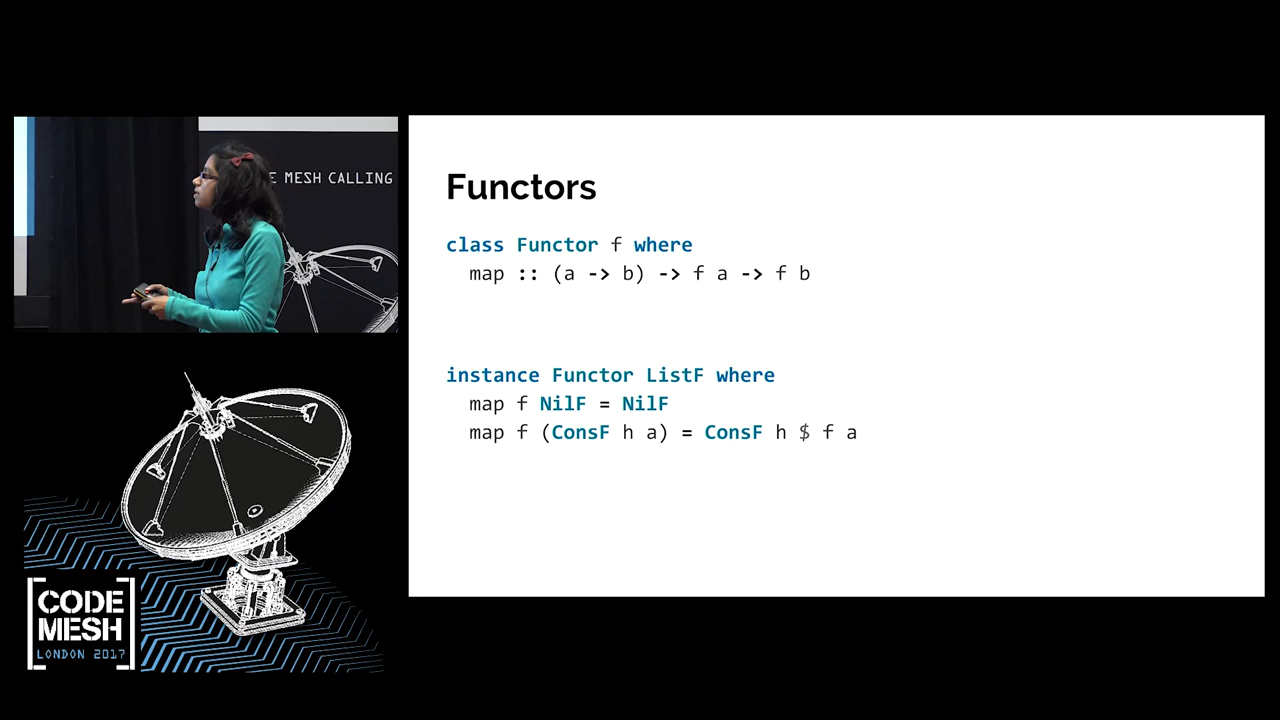 E MESH CALLING
Functors
class Functor f where
  map :: (a -> b) -> f a -> f b
instance Functor ListF where
  map f NilF = NilF
  map f (ConsF h a) = ConsF h $ f a
CODE
MESH
LONDON 2017